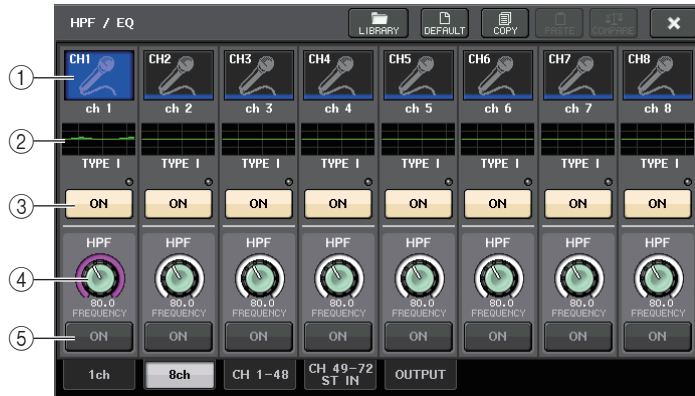 HPF / EQ
LIBRARY DEFAULT COPY PASTE COMPARE
① CH1 CH2 CH3 CH4 CH5 CH6 CH7 CH8
ch 1 ch 2 ch 3 ch 4 ch 5 ch 6 ch 7 ch 8
②
TYPE I TYPE I TYPE I TYPE I TYPE I TYPE I TYPE I TYPE I
③ ON ON ON ON ON ON ON ON
HPF HPF HPF HPF HPF HPF HPF HPF
④
80.0 80.0 80.0 80.0 80.0 80.0 80.0 80.0
FREQUENCY FREQUENCY FREQUENCY FREQUENCY FREQUENCY FREQUENCY FREQUENCY FREQUENCY
⑤ ON ON ON ON ON ON ON ON
1ch 8ch CH 1-48 CH 49-72 OUTPUT
ST IN